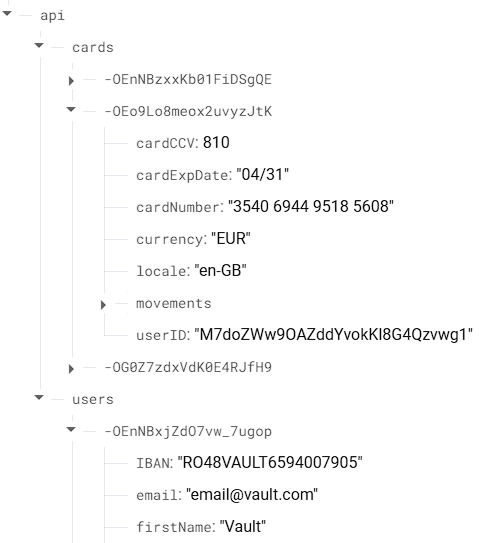 api
cards
-OEnNBzxxKb01FiDSgQE
-OEo9Lo8meox2uvyzJtK
cardCCV: 810
cardExpDate: "04/31"
cardNumber: "3540 6944 9518 5608"
currency: "EUR"
locale: "en-GB"
movements
userID: "M7doZWw9OAZddYvokKI8G4Qzvwg1"
-OG0Z7zdxVdK0E4RJfH9
users
-OEnNBxjZdO7vw_7ugop
IBAN: "RO48VAULT6594007905"
email: "email@vault.com"
firstName: "Vault"